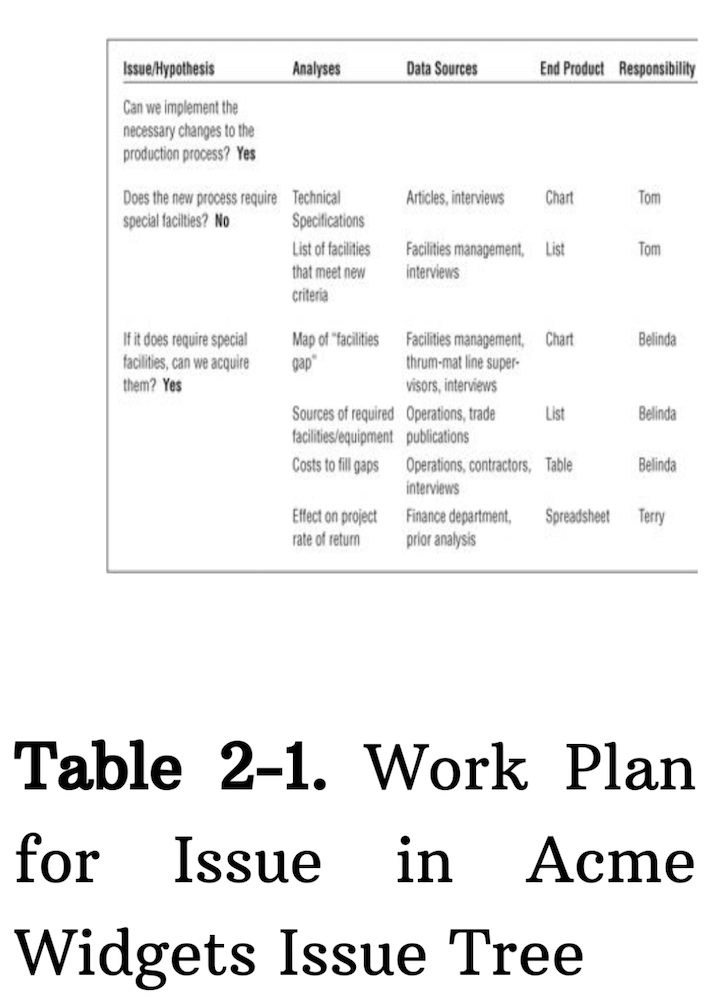 Issue/Hypothesis Analyses Data Sources End Product Responsibility
Can we implement the
necessary changes to the
production process? Yes
Does the new process require Technical Articles, interviews Chart Tom
special facilties? No Specifications
List of facilities Facilities management, List Tom
that meet new interviews
criteria
If it does require special Map of "facilities Facilities management, Chart Belinda
facilities, can we acquire gap" thrum-mat line super-
them? Yes visors, interviews
Sources of required Operations, trade List Belinda
facilities/equipment publications
Costs to fill gaps Operations, contractors, Table Belinda
interviews
Effect on project Finance department, Spreadsheet Terry
rate of return prior analysis
Table 2-1. Work Plan
for Issue in Acme
Widgets Issue Tree